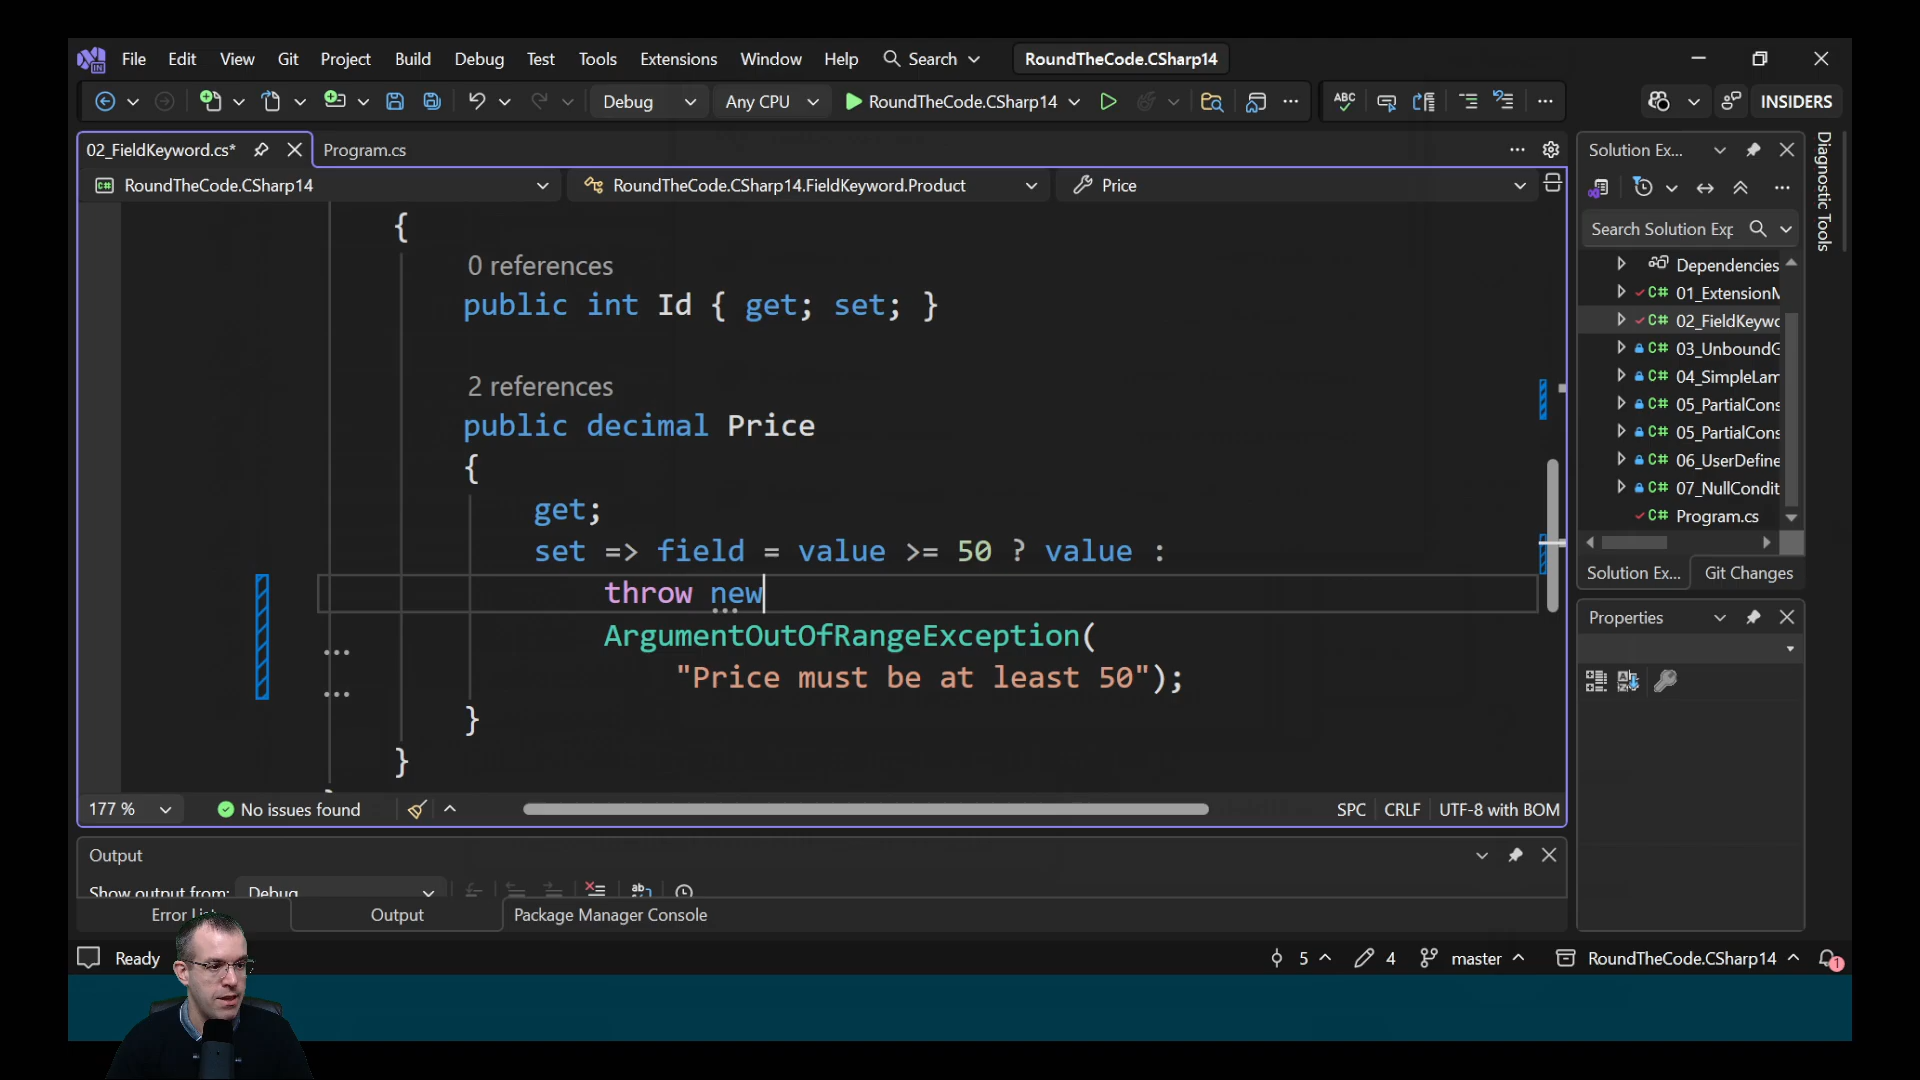 File Edit View Git Project Build Debug Test Tools Extensions Window Help Search RoundTheCode.CSharp14
Debug Any CPU RoundTheCode.CSharp14 ABC INSIDERS
02_FieldKeyword.cs* Program.cs
RoundTheCode.CSharp14 RoundTheCode.CSharp14.FieldKeyword.Product Price
{
0 references
public int Id { get; set; }
2 references
public decimal Price
{
get;
set => field = value >= 50 ? value :
throw new
ArgumentOutOfRangeException(
"Price must be at least 50");
}
}
177 % No issues found SPC CRLF UTF-8 with BOM
Output
Show output from: Debug
Output Package Manager Console
Ready 5 4 master RoundTheCode.CSharp14 1
Solution Ex...
Search Solution Exp
Dependencies
C# 01_ExtensionM
C# 02_FieldKeywo
C# 03_UnboundG
C# 04_SimpleLam
C# 05_PartialCons
C# 05_PartialCons
C# 06_UserDefine
C# 07_NullCondit
C# Program.cs
Solution Ex... Git Changes
Properties
Diagnostic Tools